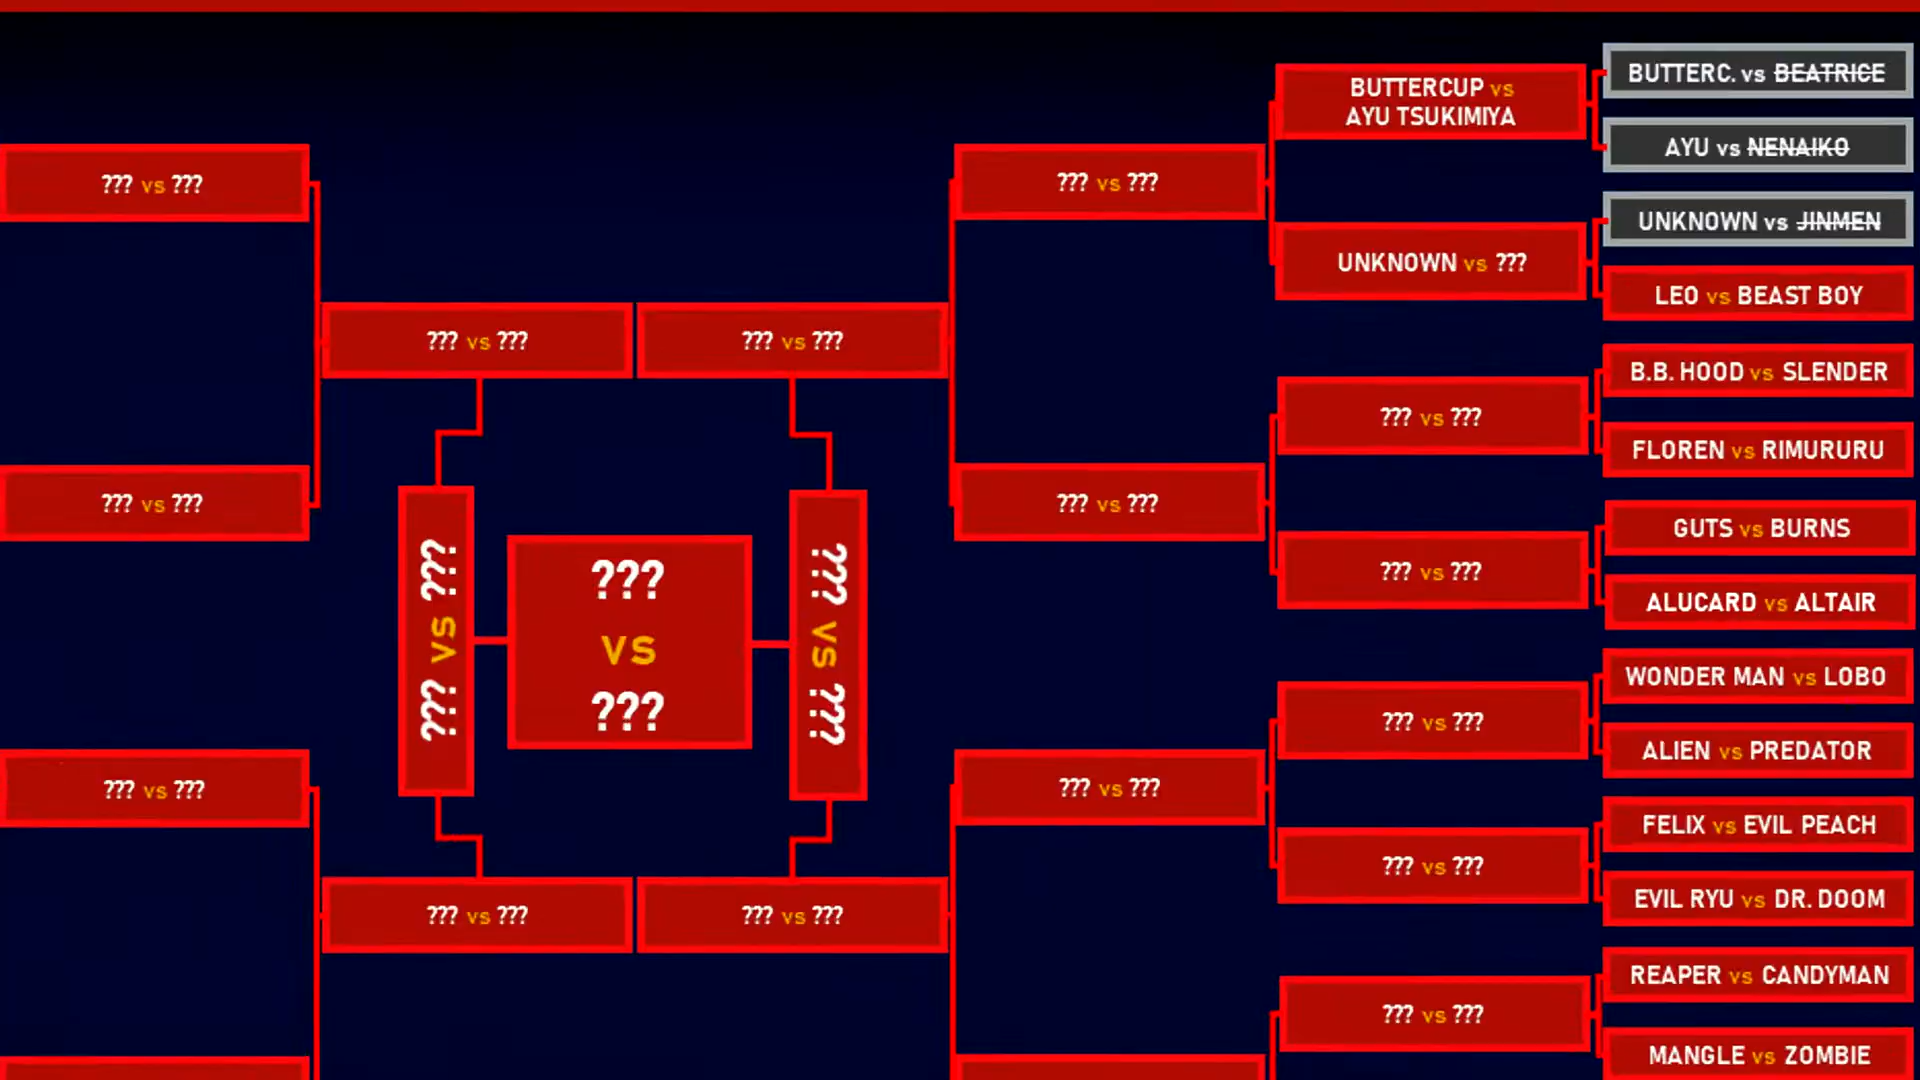 BUTTERC. vs BEATRICE
AYU vs NENAIKO
UNKNOWN vs JINMEN
LEO vs BEAST BOY
B.B. HOOD vs SLENDER
FLOREN vs RIMURURU
GUTS vs BURNS
ALUCARD vs ALTAIR
WONDER MAN vs LOBO
ALIEN vs PREDATOR
FELIX vs EVIL PEACH
EVIL RYU vs DR. DOOM
REAPER vs CANDYMAN
MANGLE vs ZOMBIE
BUTTERCUP vs
AYU TSUKIMIYA
UNKNOWN vs ???
??? vs ???
??? vs ???
??? vs ???
??? vs ???
??? vs ???
??? vs ???
??? vs ???
??? vs ???
??? vs ???
??? vs ???
??? vs ???
???
vs
???
??? vs ???
??? vs ???
??? vs ???
??? vs ???
??? vs ???
??? vs ???